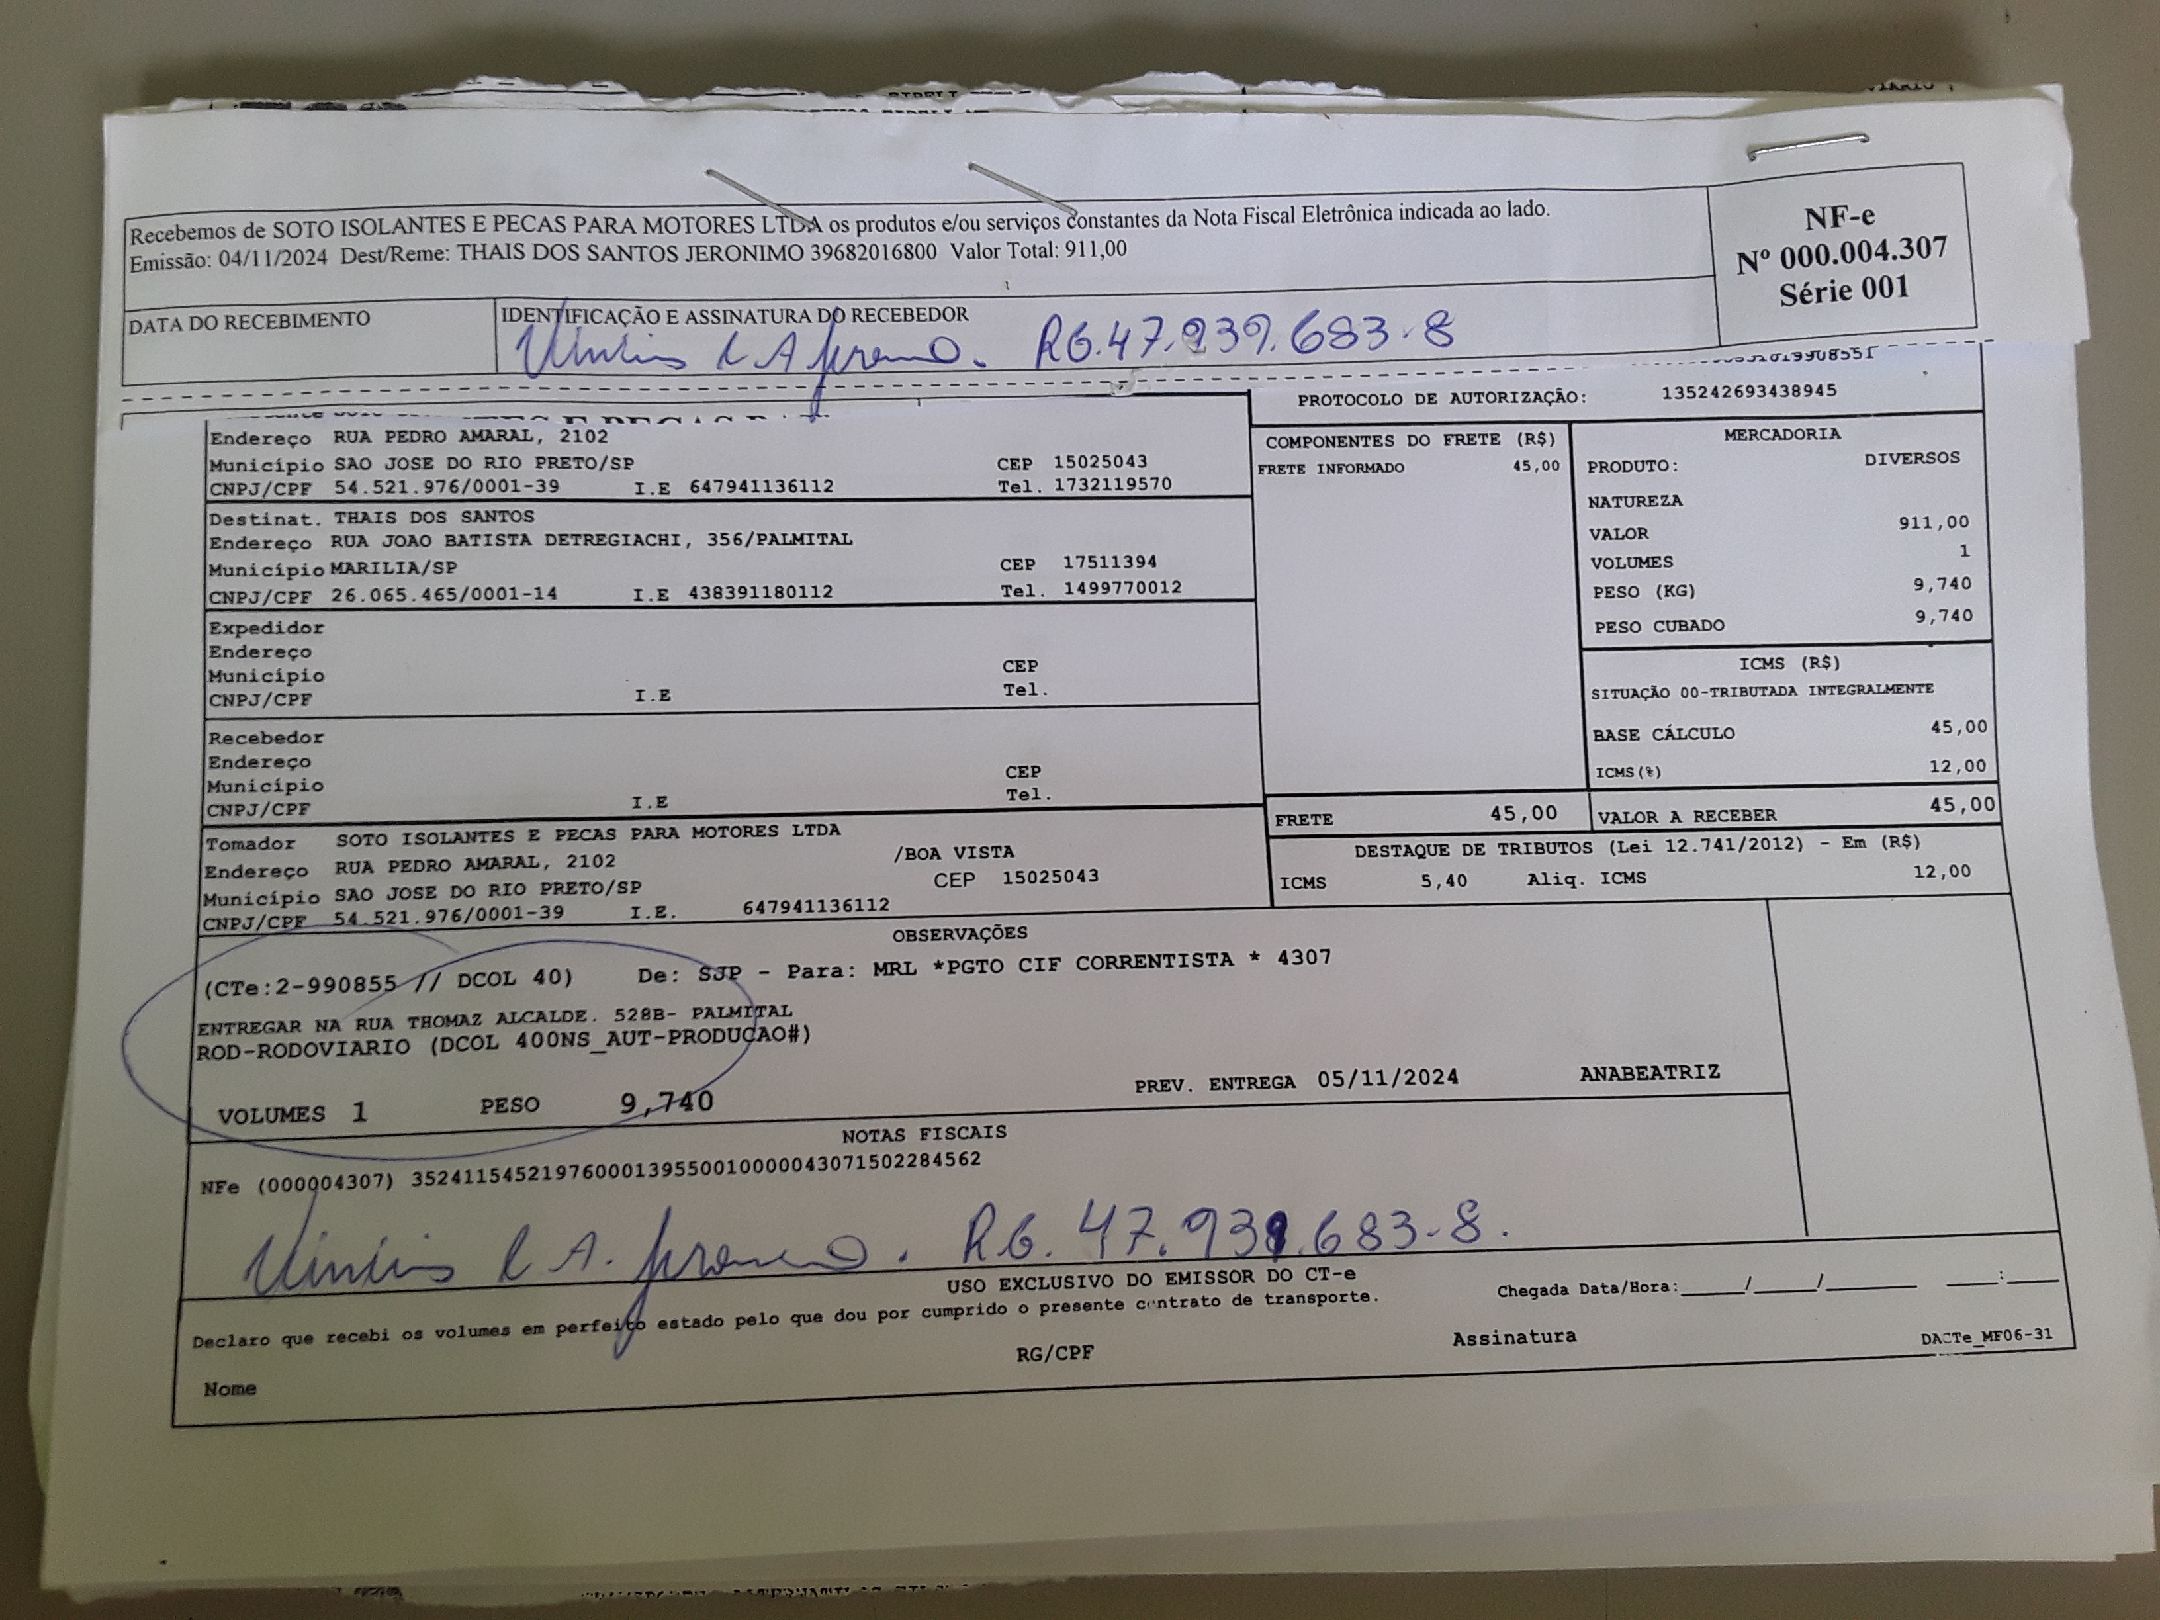 Recebemos de SOTO ISOLANTES E PECAS PARA MOTORES LTDA os produtos e/ou serviços constantes da Nota Fiscal Eletrônica indicada ao lado.
Emissão: 04/11/2024 Dest/Reme: THAIS DOS SANTOS JERONIMO 39682016800 Valor Total: 911,00
NF-e
Nº 000.004.307
Série 001
DATA DO RECEBIMENTO
IDENTIFICAÇÃO E ASSINATURA DO RECEBEDOR
RG.47.939.683-8
PROTOCOLO DE AUTORIZAÇÃO: 135242693438945
Endereço RUA PEDRO AMARAL, 2102
Município SAO JOSE DO RIO PRETO/SP CEP 15025043
CNPJ/CPF 54.521.976/0001-39 I.E 647941136112 Tel. 1732119570
Destinat. THAIS DOS SANTOS
Endereço RUA JOAO BATISTA DETREGIACHI, 356/PALMITAL
Município MARILIA/SP CEP 17511394
CNPJ/CPF 26.065.465/0001-14 I.E 438391180112 Tel. 1499770012
Expedidor
Endereço
Município CEP
CNPJ/CPF I.E Tel.
Recebedor
Endereço
Município CEP
CNPJ/CPF I.E Tel.
Tomador SOTO ISOLANTES E PECAS PARA MOTORES LTDA
Endereço RUA PEDRO AMARAL, 2102 /BOA VISTA
Município SAO JOSE DO RIO PRETO/SP CEP 15025043
CNPJ/CPF 54.521.976/0001-39 I.E. 647941136112
COMPONENTES DO FRETE (R$)
FRETE INFORMADO 45,00
FRETE 45,00
MERCADORIA
PRODUTO: DIVERSOS
NATUREZA
VALOR 911,00
VOLUMES 1
PESO (KG) 9,740
PESO CUBADO 9,740
ICMS (R$)
SITUAÇÃO 00-TRIBUTADA INTEGRALMENTE
BASE CÁLCULO 45,00
ICMS(%) 12,00
VALOR A RECEBER 45,00
DESTAQUE DE TRIBUTOS (Lei 12.741/2012) - Em (R$)
ICMS 5,40 Aliq. ICMS 12,00
OBSERVAÇÕES
(CTe:2-990855 // DCOL 40) De: SJP - Para: MRL *PGTO CIF CORRENTISTA * 4307
ENTREGAR NA RUA THOMAZ ALCALDE. 528B- PALMITAL
ROD-RODOVIARIO (DCOL 400NS_AUT-PRODUCAO#)
PREV. ENTREGA 05/11/2024 ANABEATRIZ
VOLUMES 1 PESO 9,740
NOTAS FISCAIS
NFe (000004307) 35241154521976000139550010000043071502284562
RG. 47.939.683-8.
USO EXCLUSIVO DO EMISSOR DO CT-e
Declaro que recebi os volumes em perfeito estado pelo que dou por cumprido o presente contrato de transporte.
Chegada Data/Hora:_____/_____/_______ ____:____
Nome RG/CPF Assinatura
DACTe_MF06-31